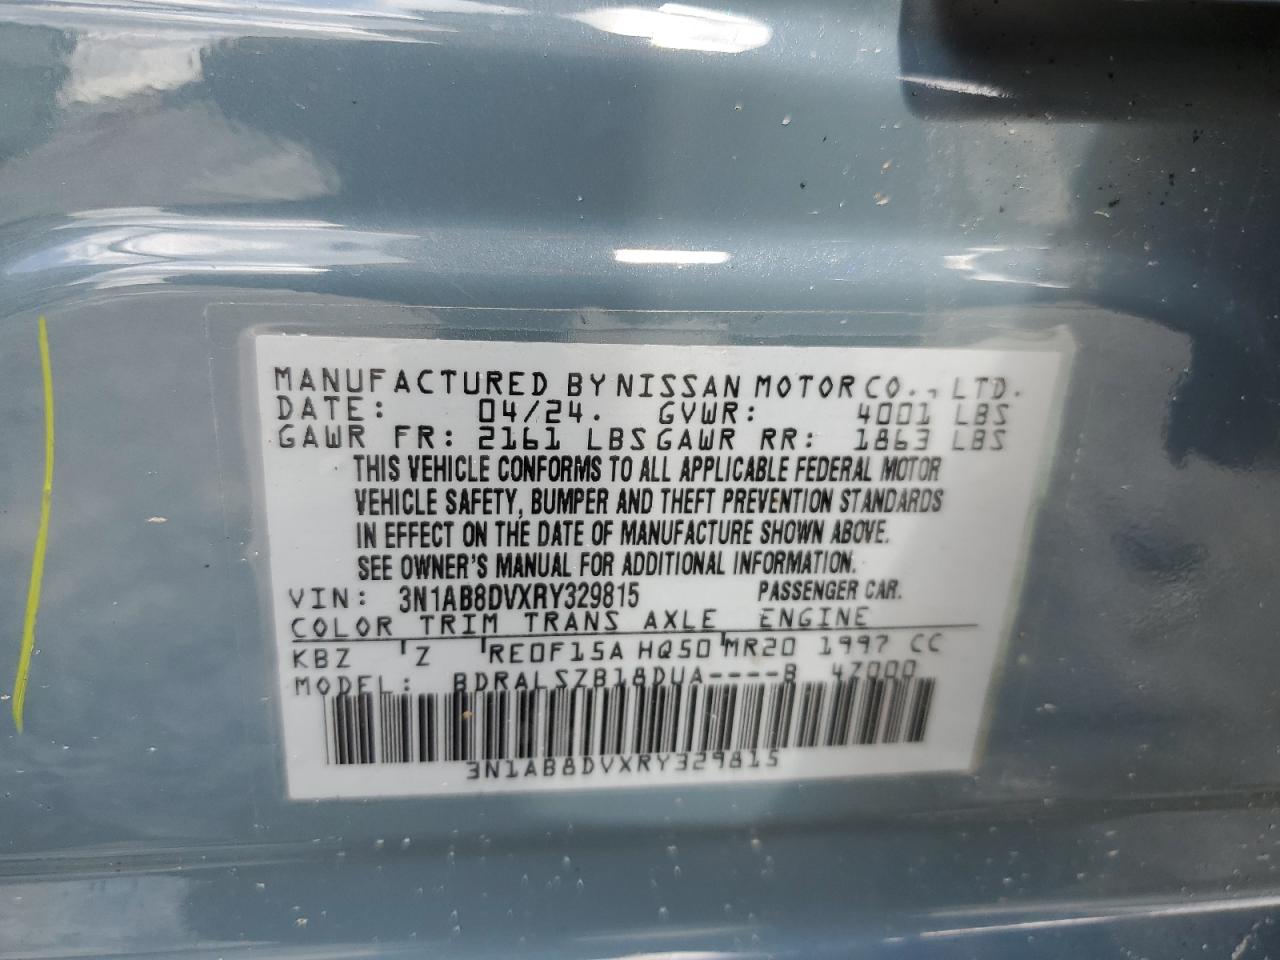 MANUFACTURED BY NISSAN MOTOR CO., LTD.
DATE: 04/24. GVWR: 4001 LBS
GAWR FR: 2161 LBS GAWR RR: 1863 LBS
THIS VEHICLE CONFORMS TO ALL APPLICABLE FEDERAL MOTOR
VEHICLE SAFETY, BUMPER AND THEFT PREVENTION STANDARDS
IN EFFECT ON THE DATE OF MANUFACTURE SHOWN ABOVE.
SEE OWNER'S MANUAL FOR ADDITIONAL INFORMATION.
VIN: 3N1AB8DVXRY329815 PASSENGER CAR.
COLOR TRIM TRANS AXLE ENGINE
KBZ Z RE0F15A HQ50 MR20 1997 CC
MODEL: BDRALSZB18DUA----B 4Z000
3N1AB8DVXRY329815